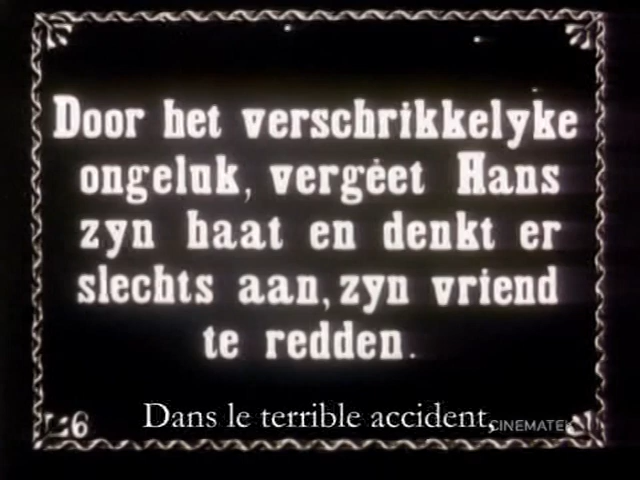 Door het verschrikkelyke
ongeluk, vergéet Hans
zyn haat en denkt er
slechts aan, zyn vriend
te redden.
6
Dans le terrible accident,
CINEMATEK